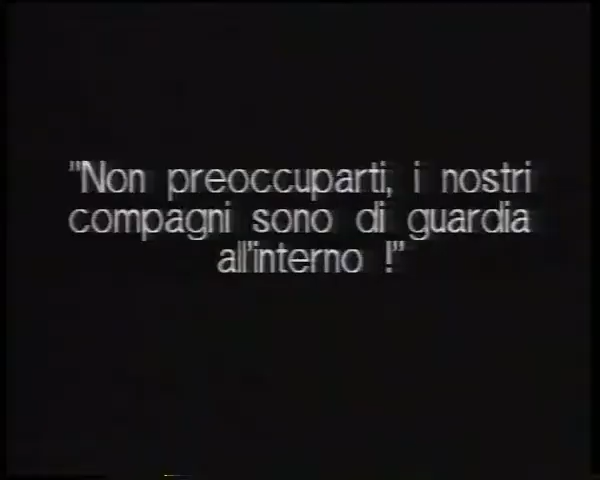 "Non preoccuparti, i nostri
compagni sono di guardia
all'interno !"